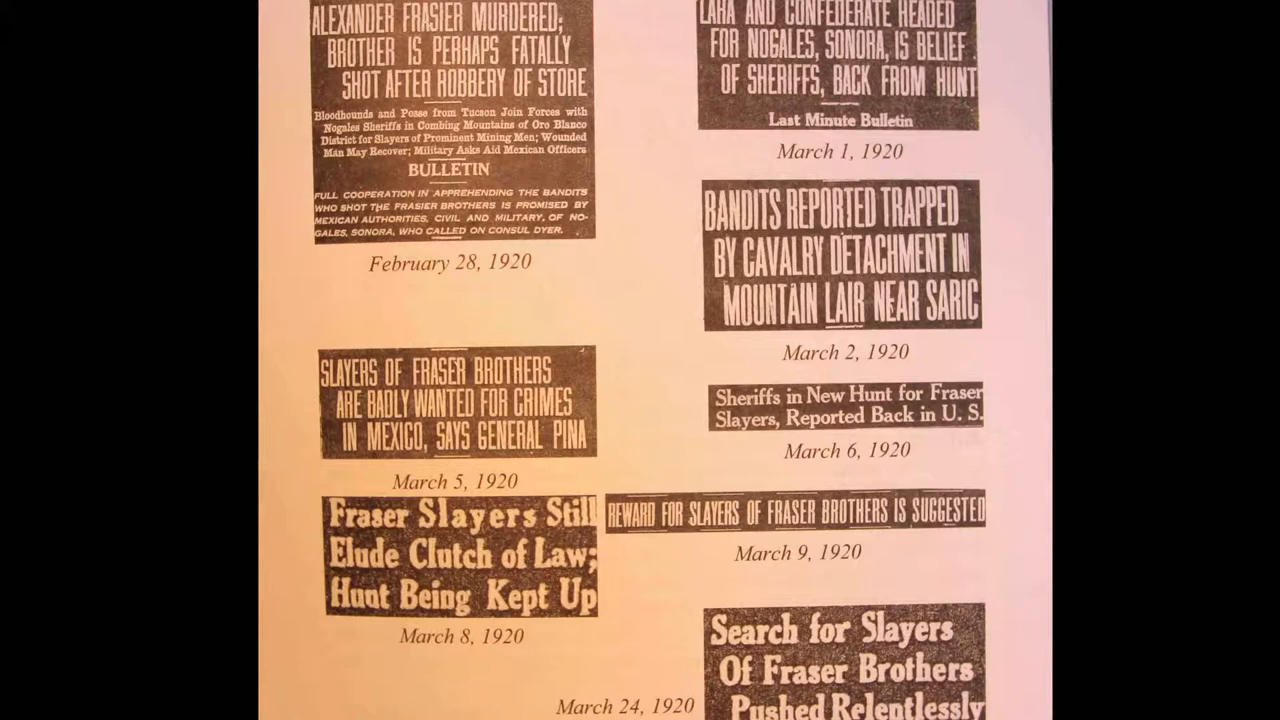 ALEXANDER FRASIER MURDERED;
BROTHER IS PERHAPS FATALLY
SHOT AFTER ROBBERY OF STORE
Bloodhounds and Posse from Tucson Join Forces with
Nogales Sheriffs in Combing Mountains of Oro Blanco
District for Slayers of Prominent Mining Men; Wounded
Man May Recover; Military Asks Aid Mexican Officers
BULLETIN
FULL COOPERATION IN APPREHENDING THE BANDITS
WHO SHOT THE FRASIER BROTHERS IS PROMISED BY
MEXICAN AUTHORITIES, CIVIL AND MILITARY, OF NO-
GALES, SONORA, WHO CALLED ON CONSUL DYER.
February 28, 1920
LARA AND CONFEDERATE HEADED
FOR NOGALES, SONORA, IS BELIEF
OF SHERIFFS, BACK FROM HUNT
Last Minute Bulletin
March 1, 1920
BANDITS REPORTED TRAPPED
BY CAVALRY DETACHMENT IN
MOUNTAIN LAIR NEAR SARIC
March 2, 1920
SLAYERS OF FRASER BROTHERS
ARE BADLY WANTED FOR CRIMES
IN MEXICO, SAYS GENERAL PINA
March 5, 1920
Sheriffs in New Hunt for Fraser
Slayers, Reported Back in U. S.
March 6, 1920
Fraser Slayers Still
Elude Clutch of Law;
Hunt Being Kept Up
March 8, 1920
REWARD FOR SLAYERS OF FRASER BROTHERS IS SUGGESTED
March 9, 1920
Search for Slayers
Of Fraser Brothers
Pushed Relentlessly
March 24, 1920